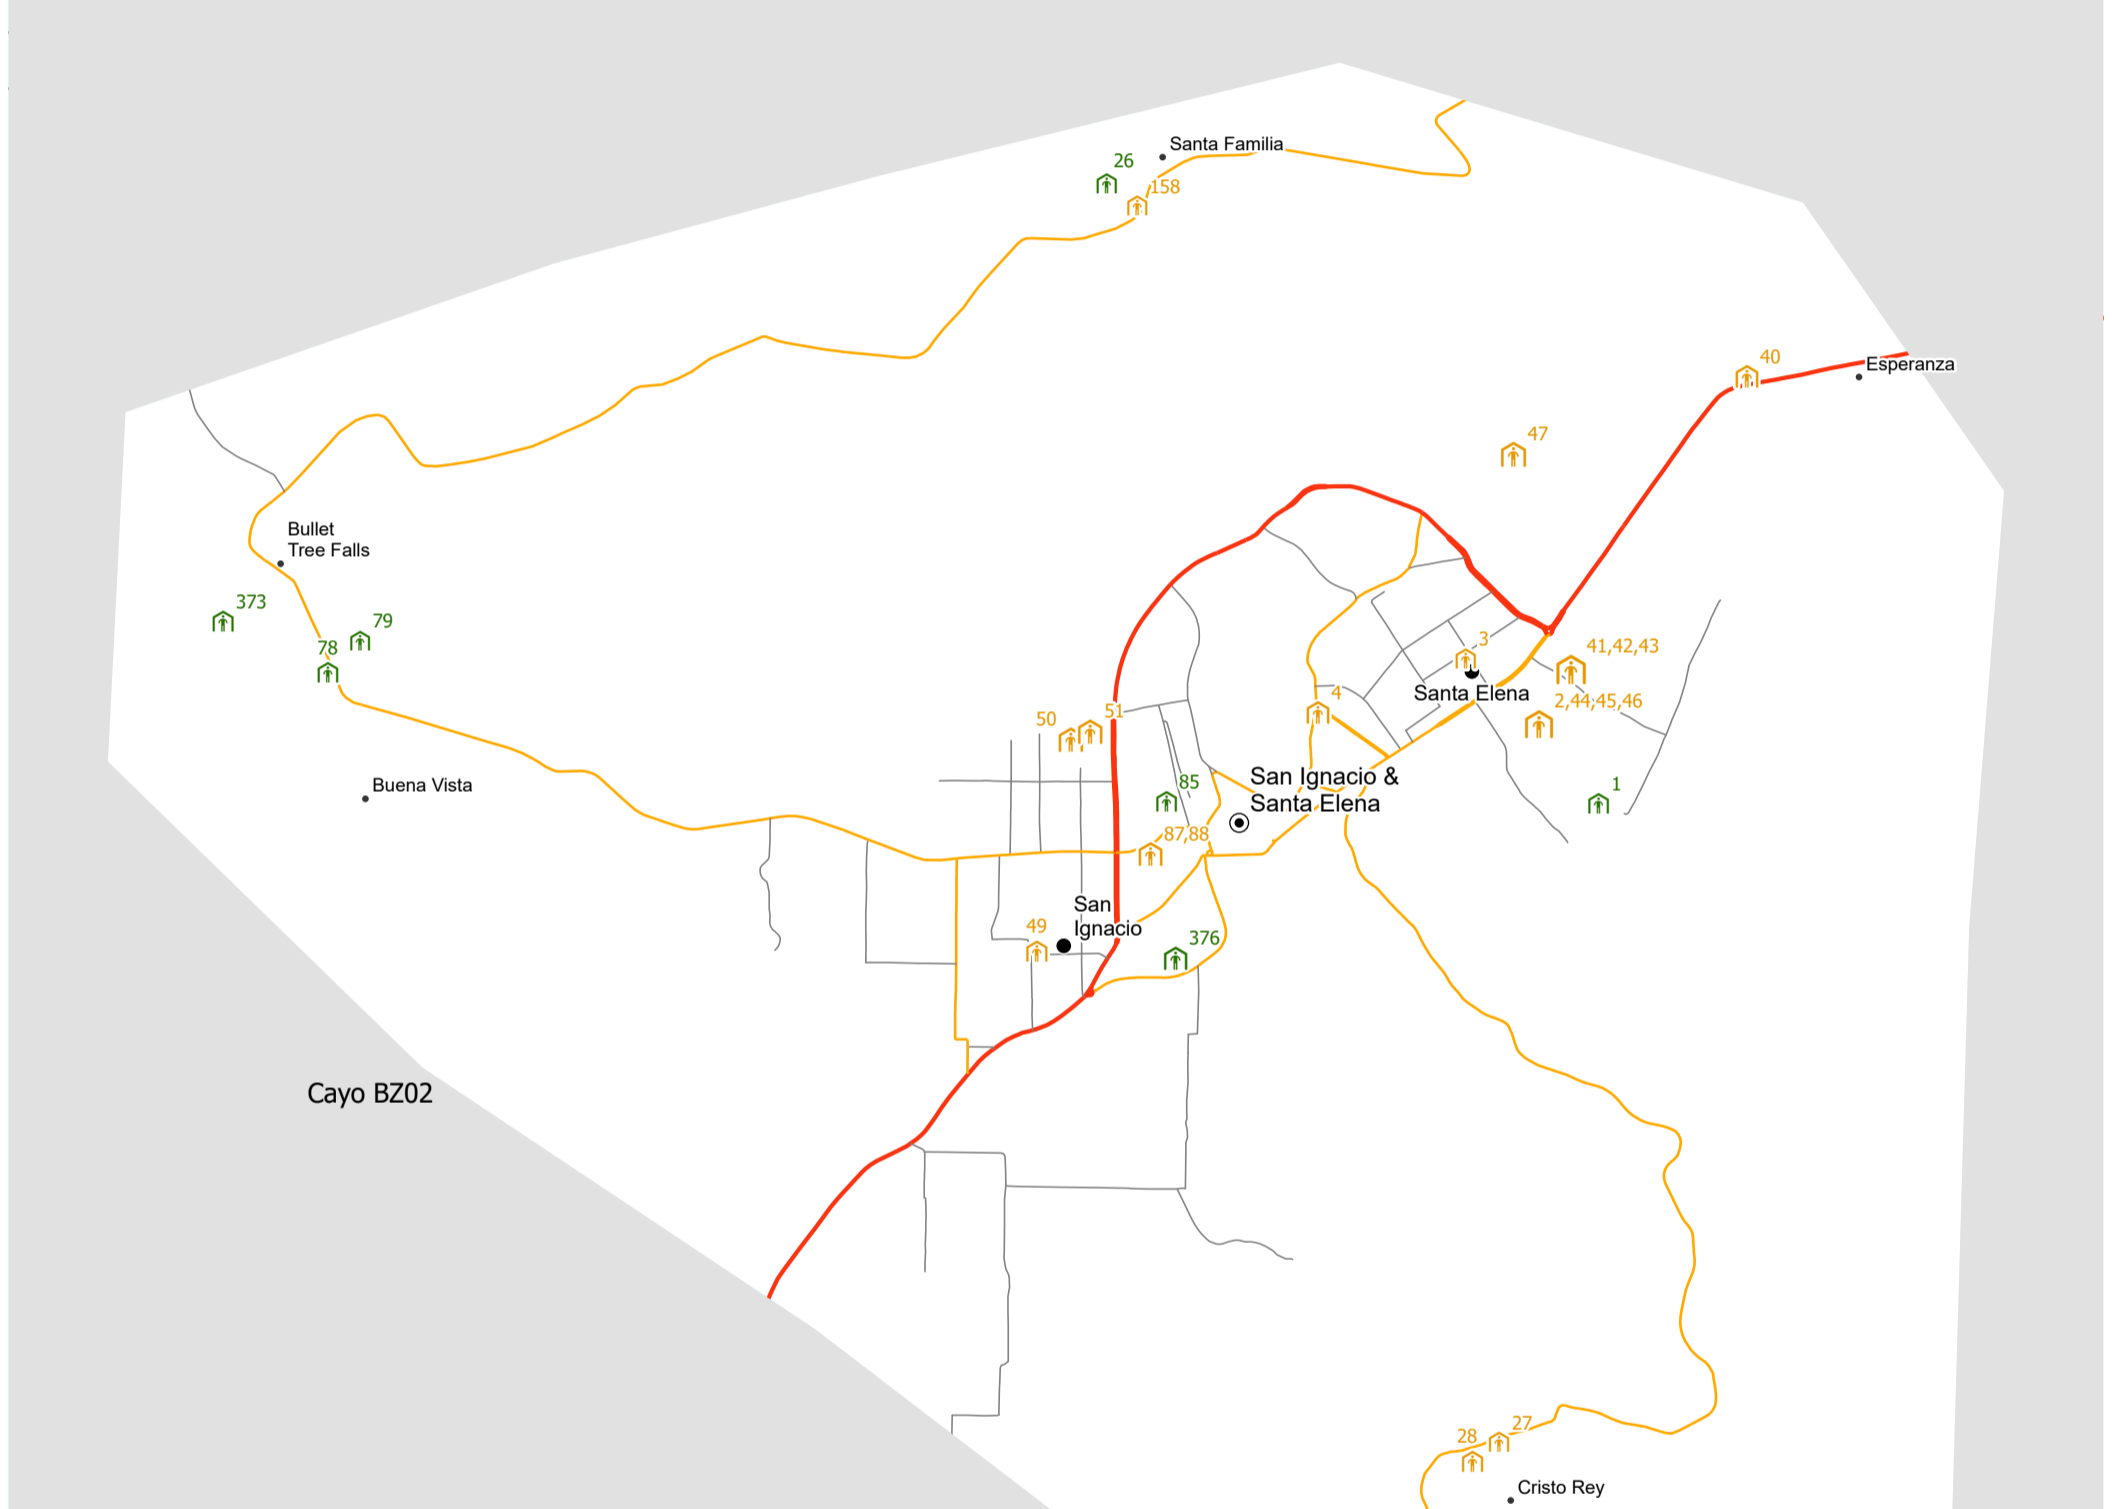 Santa Familia
26
158
40
Esperanza
47
Bullet
Tree Falls
373
79
78
3
41,42,43
Santa Elena
4
2,44,45,46
50
51
San Ignacio &
Santa Elena
85
1
Buena Vista
87,88
San
Ignacio
49
376
Cayo BZ02
27
28
Cristo Rey